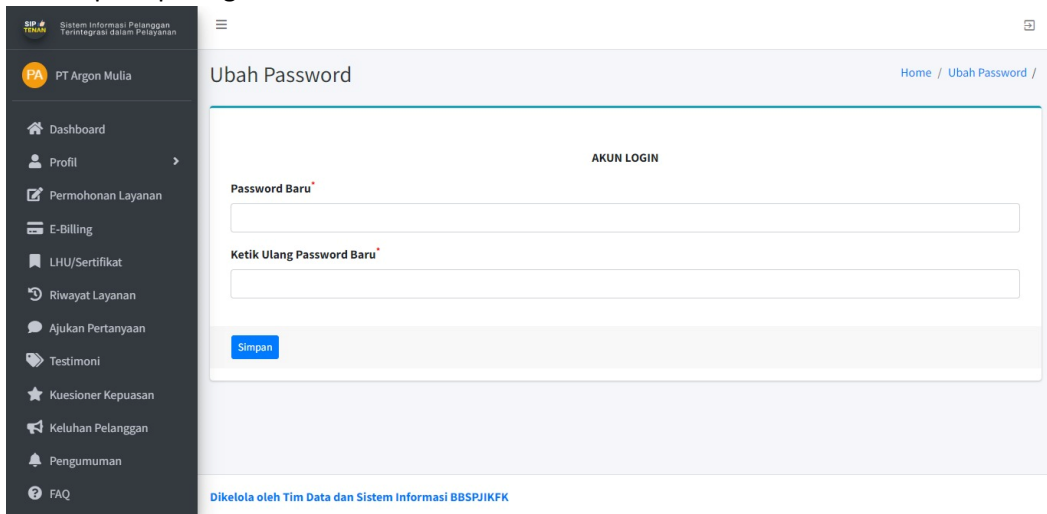 SIP TENAN
Sistem Informasi Pelanggan
Terintegrasi dalam Pelayanan
PA PT Argon Mulia
Dashboard
Profil
Permohonan Layanan
E-Billing
LHU/Sertifikat
Riwayat Layanan
Ajukan Pertanyaan
Testimoni
Kuesioner Kepuasan
Keluhan Pelanggan
Pengumuman
FAQ
Ubah Password
Home / Ubah Password /
AKUN LOGIN
Password Baru*
Ketik Ulang Password Baru*
Simpan
Dikelola oleh Tim Data dan Sistem Informasi BBSPJIKFK